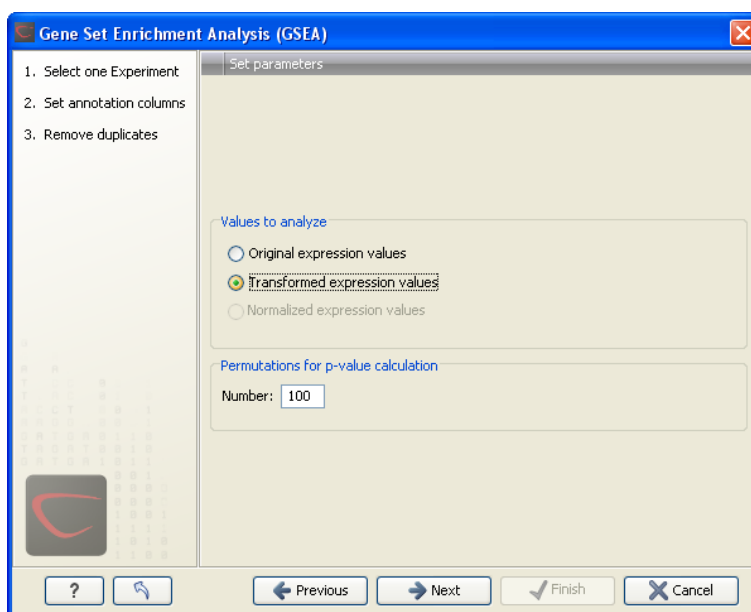 Gene Set Enrichment Analysis (GSEA)
1. Select one Experiment
2. Set annotation columns
3. Remove duplicates
Set parameters
Values to analyze
Original expression values
Transformed expression values
Normalized expression values
Permutations for p-value calculation
Number: 100
? Previous Next Finish Cancel